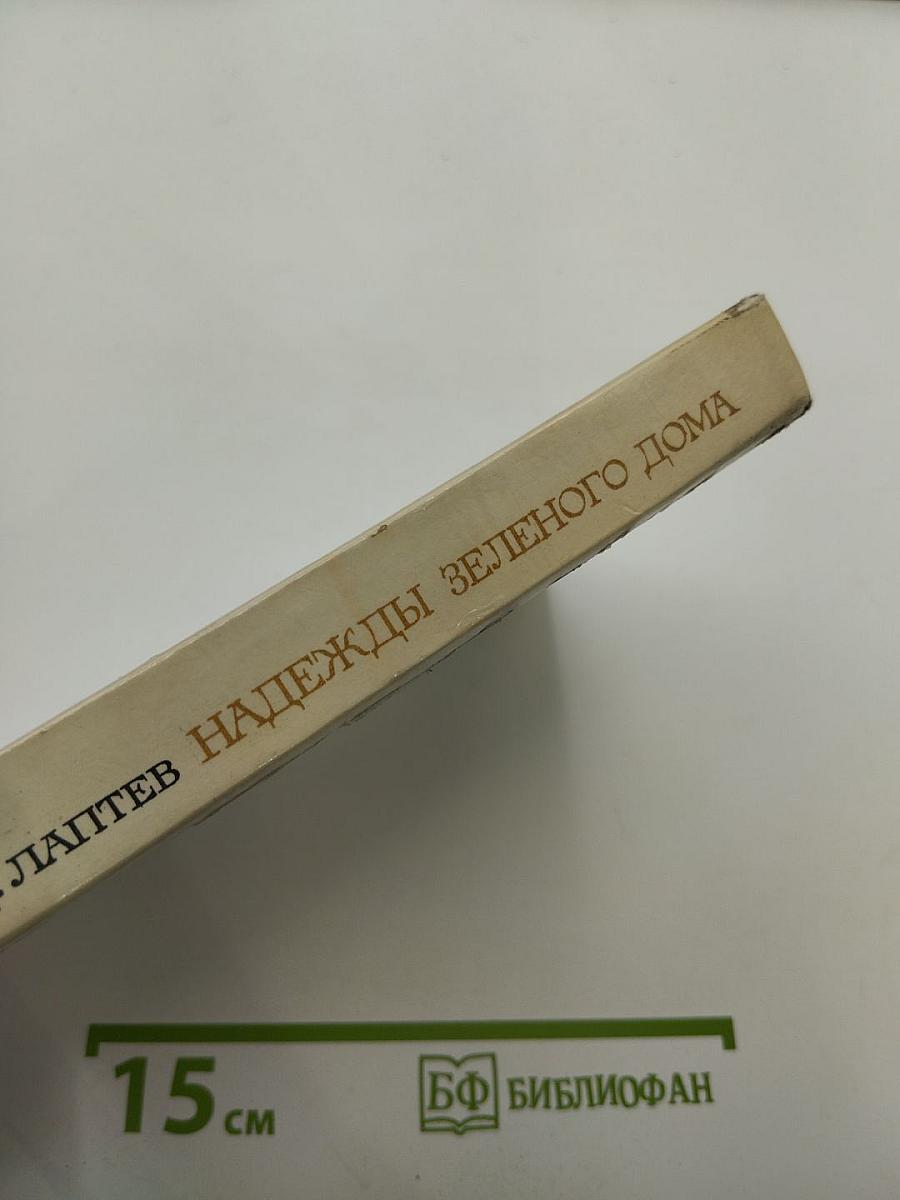 ЛАПТЕВ НАДЕЖДЫ ЗЕЛЕНОГО ДОМА
15 см
БФ БИБЛИОФАН